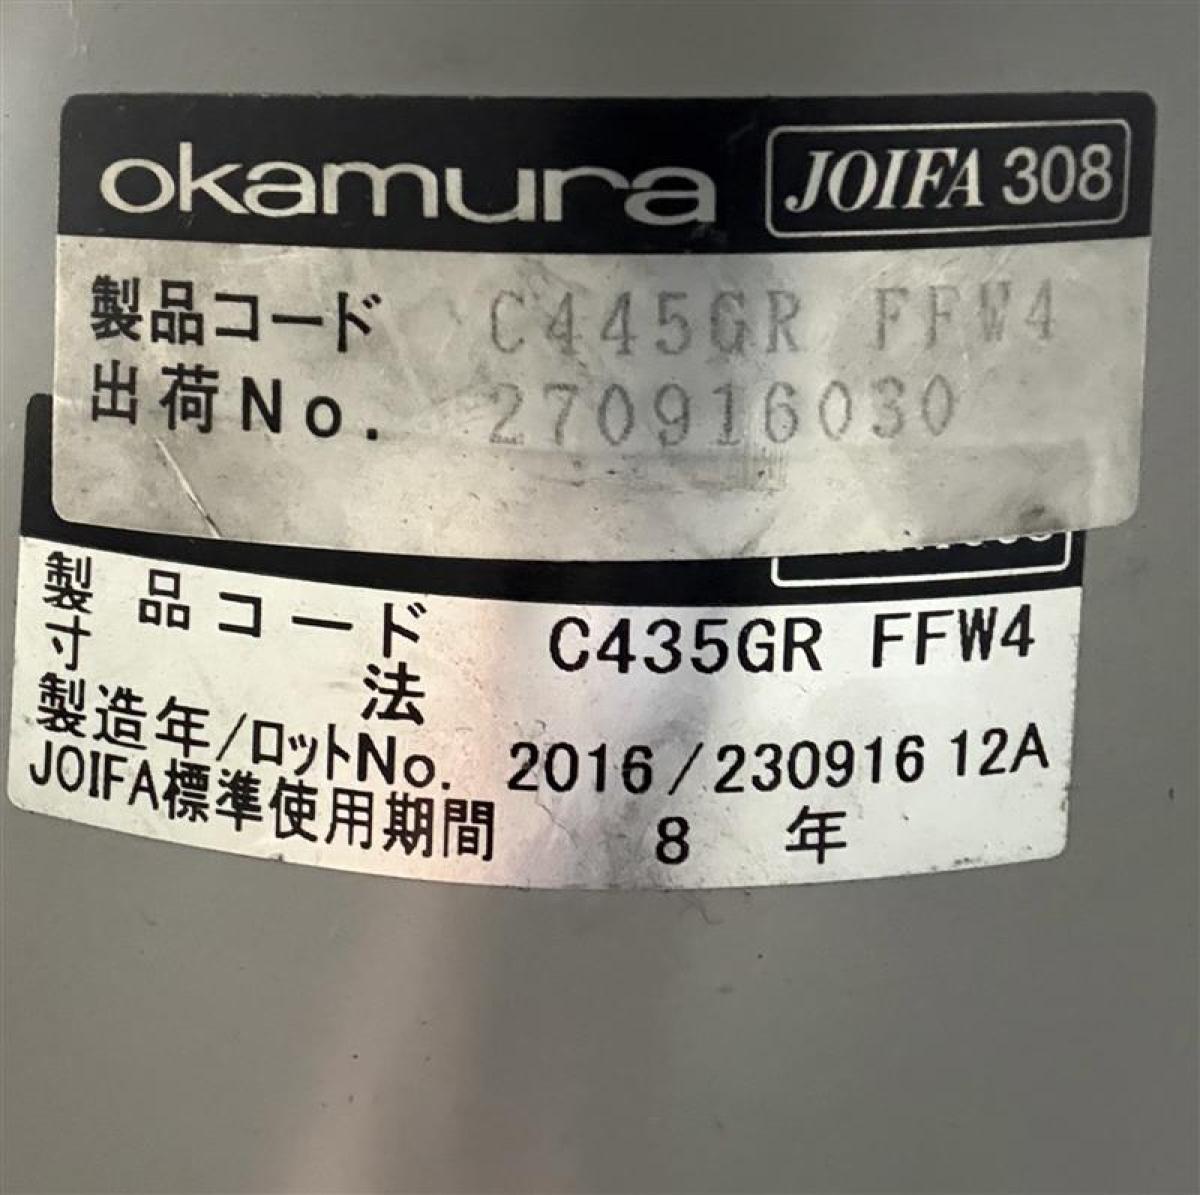 okamura JOIFA 308
製品コード C445GR FFW4
出荷No. 270916030
製品コード C435GR FFW4
寸法
製造年/ロットNo. 2016/230916 12A
JOIFA標準使用期間 8年